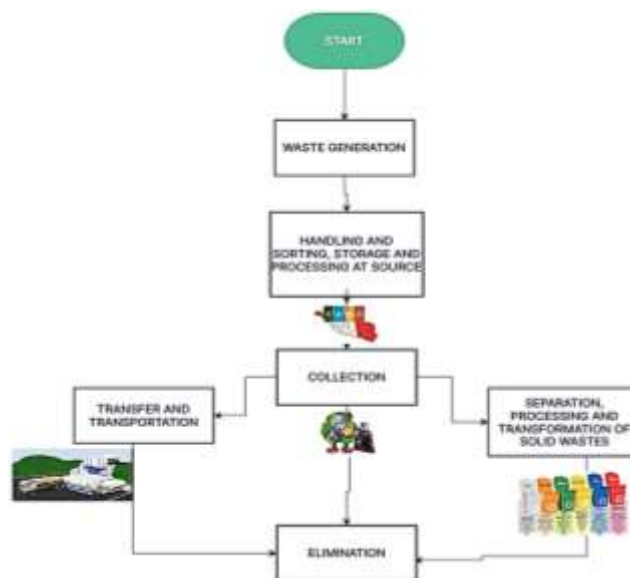 START
WASTE GENERATION
HANDLING AND
SORTING, STORAGE AND
PROCESSING AT SOURCE
COLLECTION
TRANSFER AND
TRANSPORTATION
SEPARATION,
PROCESSING AND
TRANSFORMATION OF
SOLID WASTES
ELIMINATION